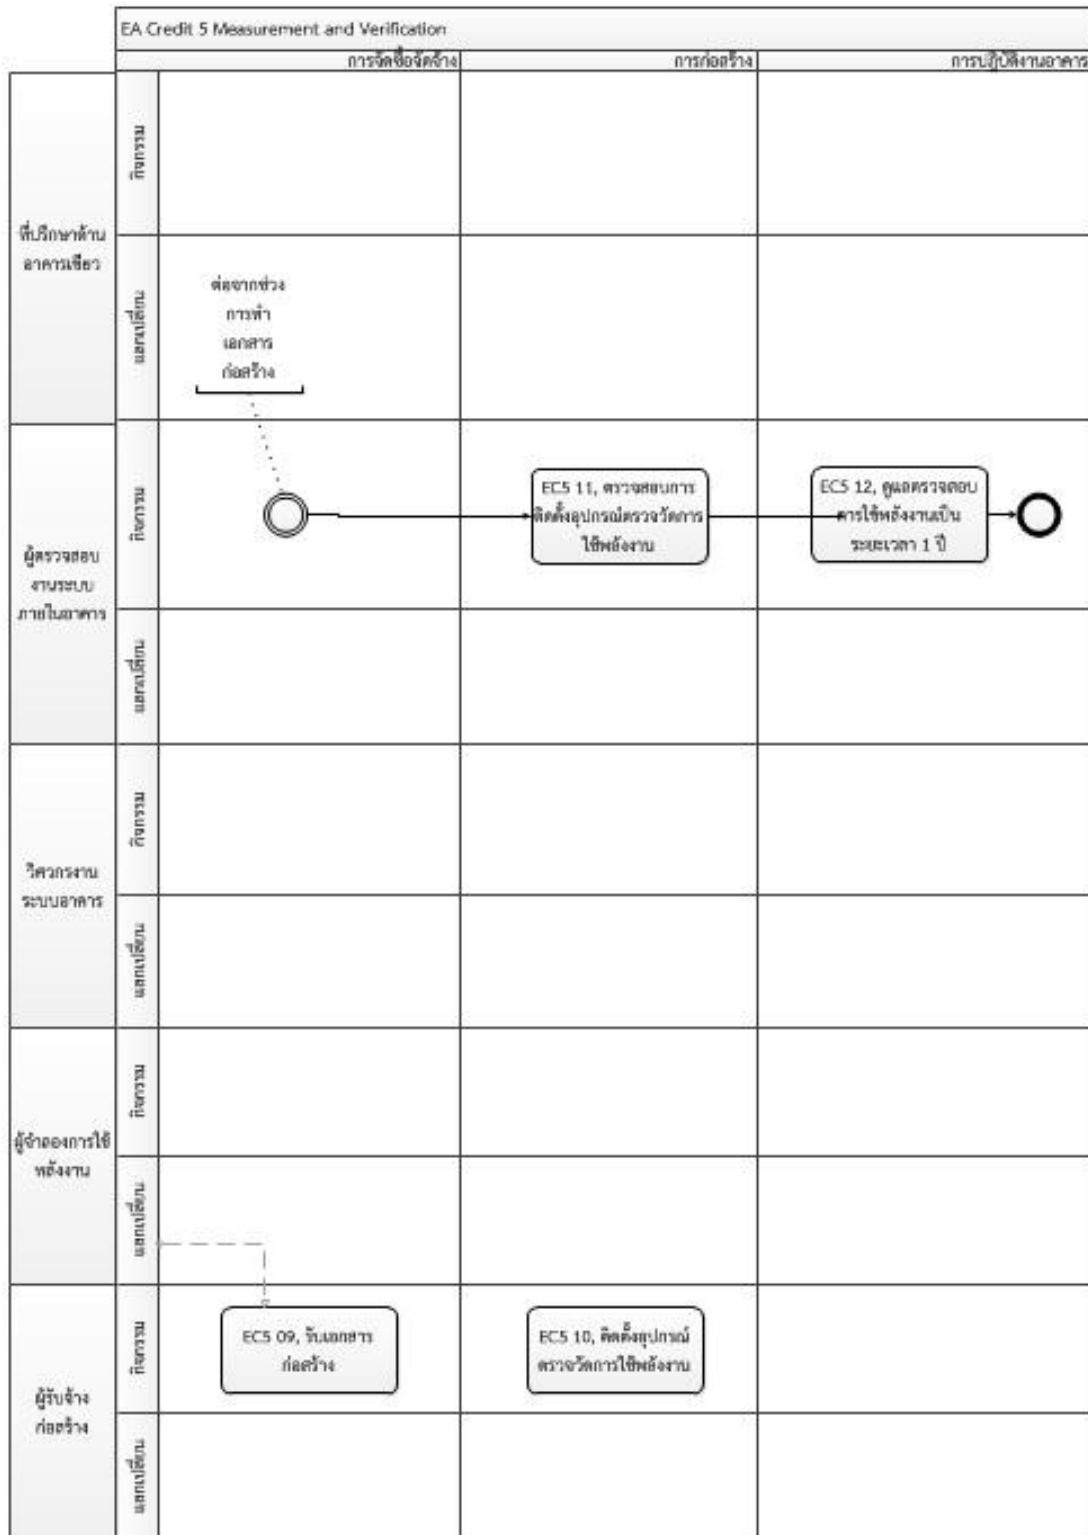 EA Credit 5 Measurement and Verification
การจัดซื้อจัดจ้าง
การก่อสร้าง
การปฏิบัติงานอาคาร
ที่ปรึกษาด้าน
อาคารเขียว
กิจกรรม
แลกเปลี่ยน
ต่อจากช่วง
การทำ
เอกสาร
ก่อสร้าง
ผู้ตรวจสอบ
งานระบบ
ภายในอาคาร
กิจกรรม
EC5 11, ตรวจสอบการ
ติดตั้งอุปกรณ์ตรวจวัดการ
ใช้พลังงาน
EC5 12, ดูแลตรวจสอบ
การใช้พลังงานเป็น
ระยะเวลา 1 ปี
แลกเปลี่ยน
วิศวกรงาน
ระบบอาคาร
กิจกรรม
แลกเปลี่ยน
ผู้จำลองการใช้
พลังงาน
กิจกรรม
แลกเปลี่ยน
ผู้รับจ้าง
ก่อสร้าง
กิจกรรม
EC5 09, รับเอกสาร
ก่อสร้าง
EC5 10, ติดตั้งอุปกรณ์
ตรวจวัดการใช้พลังงาน
แลกเปลี่ยน